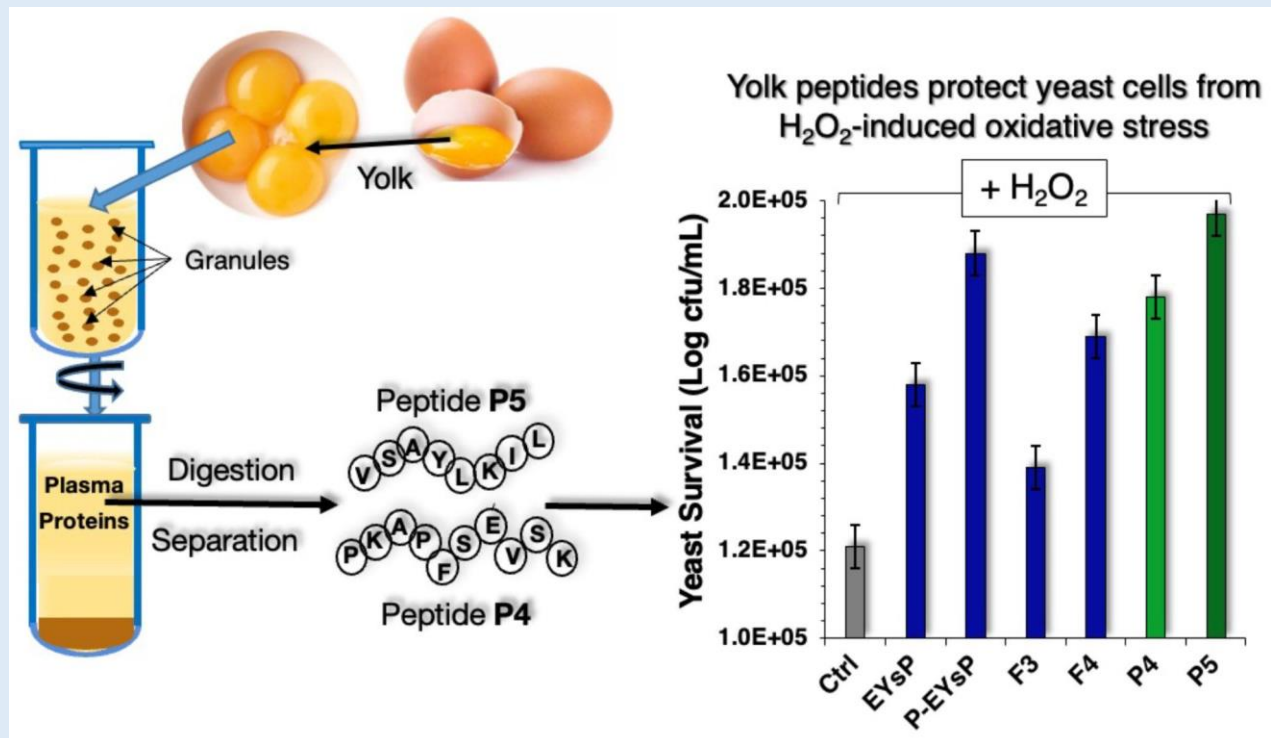 Yolk
Granules
Plasma
Proteins
Digestion
Separation
Peptide P5
V S A Y L K I L
P K A P F S E V S K
Peptide P4
Yolk peptides protect yeast cells from
H₂O₂-induced oxidative stress
+ H₂O₂
Yeast Survival (Log cfu/mL)
2.0E+05
1.8E+05
1.6E+05
1.4E+05
1.2E+05
1.0E+05
Ctrl
EYsP
P-EYsP
F3
F4
P4
P5